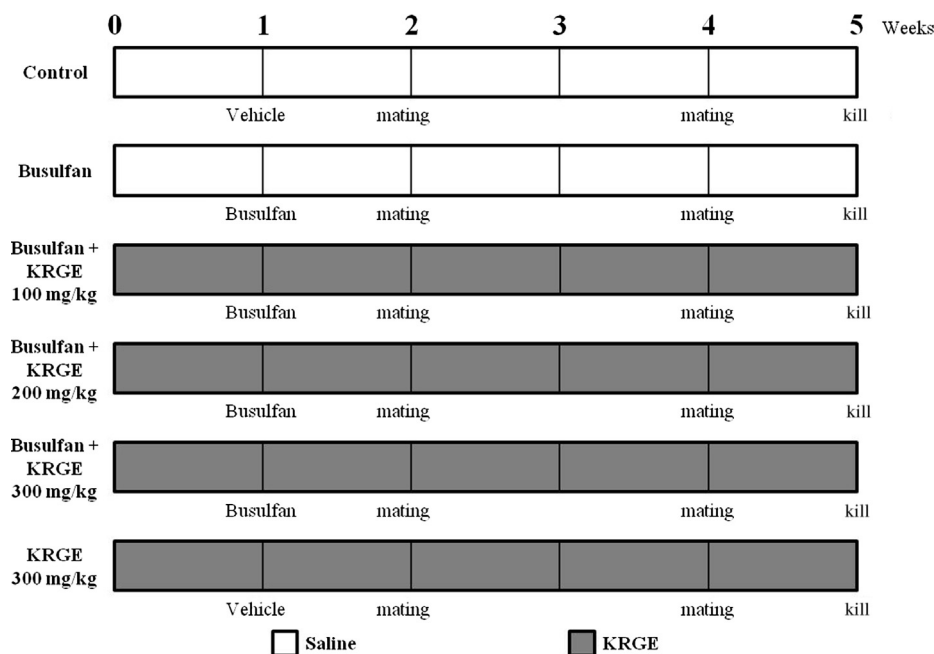 0 1 2 3 4 5 Weeks
Control
Vehicle mating mating kill
Busulfan
Busulfan mating mating kill
Busulfan +
KRGE
100 mg/kg
Busulfan mating mating kill
Busulfan +
KRGE
200 mg/kg
Busulfan mating mating kill
Busulfan +
KRGE
300 mg/kg
Busulfan mating mating kill
KRGE
300 mg/kg
Vehicle mating mating kill
Saline KRGE